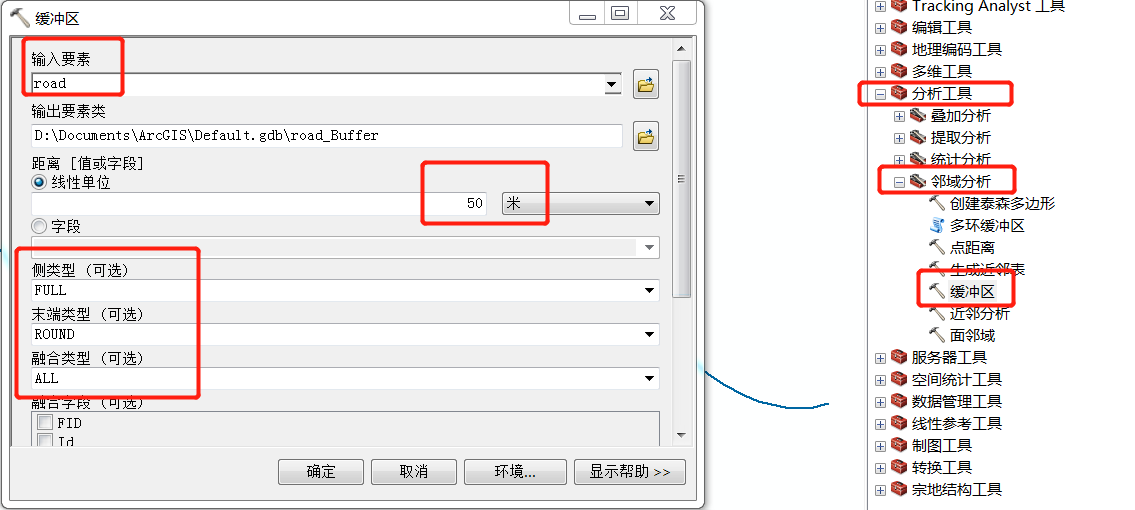 缓冲区
输入要素
road
输出要素类
D:\Documents\ArcGIS\Default.gdb\road_Buffer
距离 [值或字段]
线性单位
50 米
字段
侧类型 (可选)
FULL
末端类型 (可选)
ROUND
融合类型 (可选)
ALL
融合字段 (可选)
FID
Id
确定 取消 环境... 显示帮助 >>
Tracking Analyst 工具
编辑工具
地理编码工具
多维工具
分析工具
叠加分析
提取分析
统计分析
邻域分析
创建泰森多边形
多环缓冲区
点距离
生成近邻表
缓冲区
近邻分析
面邻域
服务器工具
空间统计工具
数据管理工具
线性参考工具
制图工具
转换工具
宗地结构工具